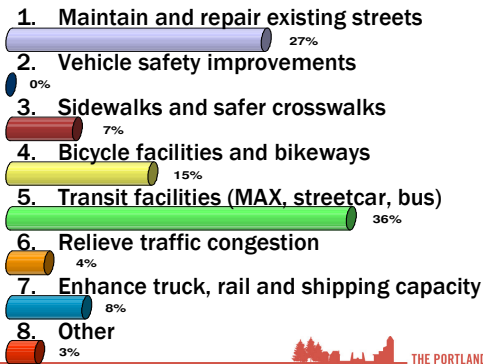 1. Maintain and repair existing streets
27%
2. Vehicle safety improvements
0%
3. Sidewalks and safer crosswalks
7%
4. Bicycle facilities and bikeways
15%
5. Transit facilities (MAX, streetcar, bus)
36%
6. Relieve traffic congestion
4%
7. Enhance truck, rail and shipping capacity
8%
8. Other
3%
THE PORTLAND